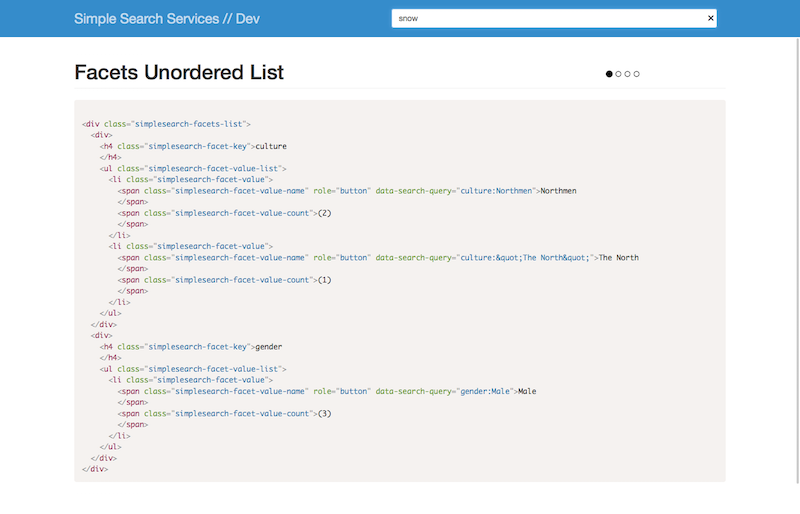 Simple Search Services // Dev
snow
Facets Unordered List
<div class="simplesearch-facets-list">
<div>
<h4 class="simplesearch-facet-key">culture
</h4>
<ul class="simplesearch-facet-value-list">
<li class="simplesearch-facet-value">
<span class="simplesearch-facet-value-name" role="button" data-search-query="culture:Northmen">Northmen
</span>
<span class="simplesearch-facet-value-count">(2)
</span>
</li>
<li class="simplesearch-facet-value">
<span class="simplesearch-facet-value-name" role="button" data-search-query="culture:&quot;The North&quot;">The North
</span>
<span class="simplesearch-facet-value-count">(1)
</span>
</li>
</ul>
</div>
<div>
<h4 class="simplesearch-facet-key">gender
</h4>
<ul class="simplesearch-facet-value-list">
<li class="simplesearch-facet-value">
<span class="simplesearch-facet-value-name" role="button" data-search-query="gender:Male">Male
</span>
<span class="simplesearch-facet-value-count">(3)
</span>
</li>
</ul>
</div>
</div>